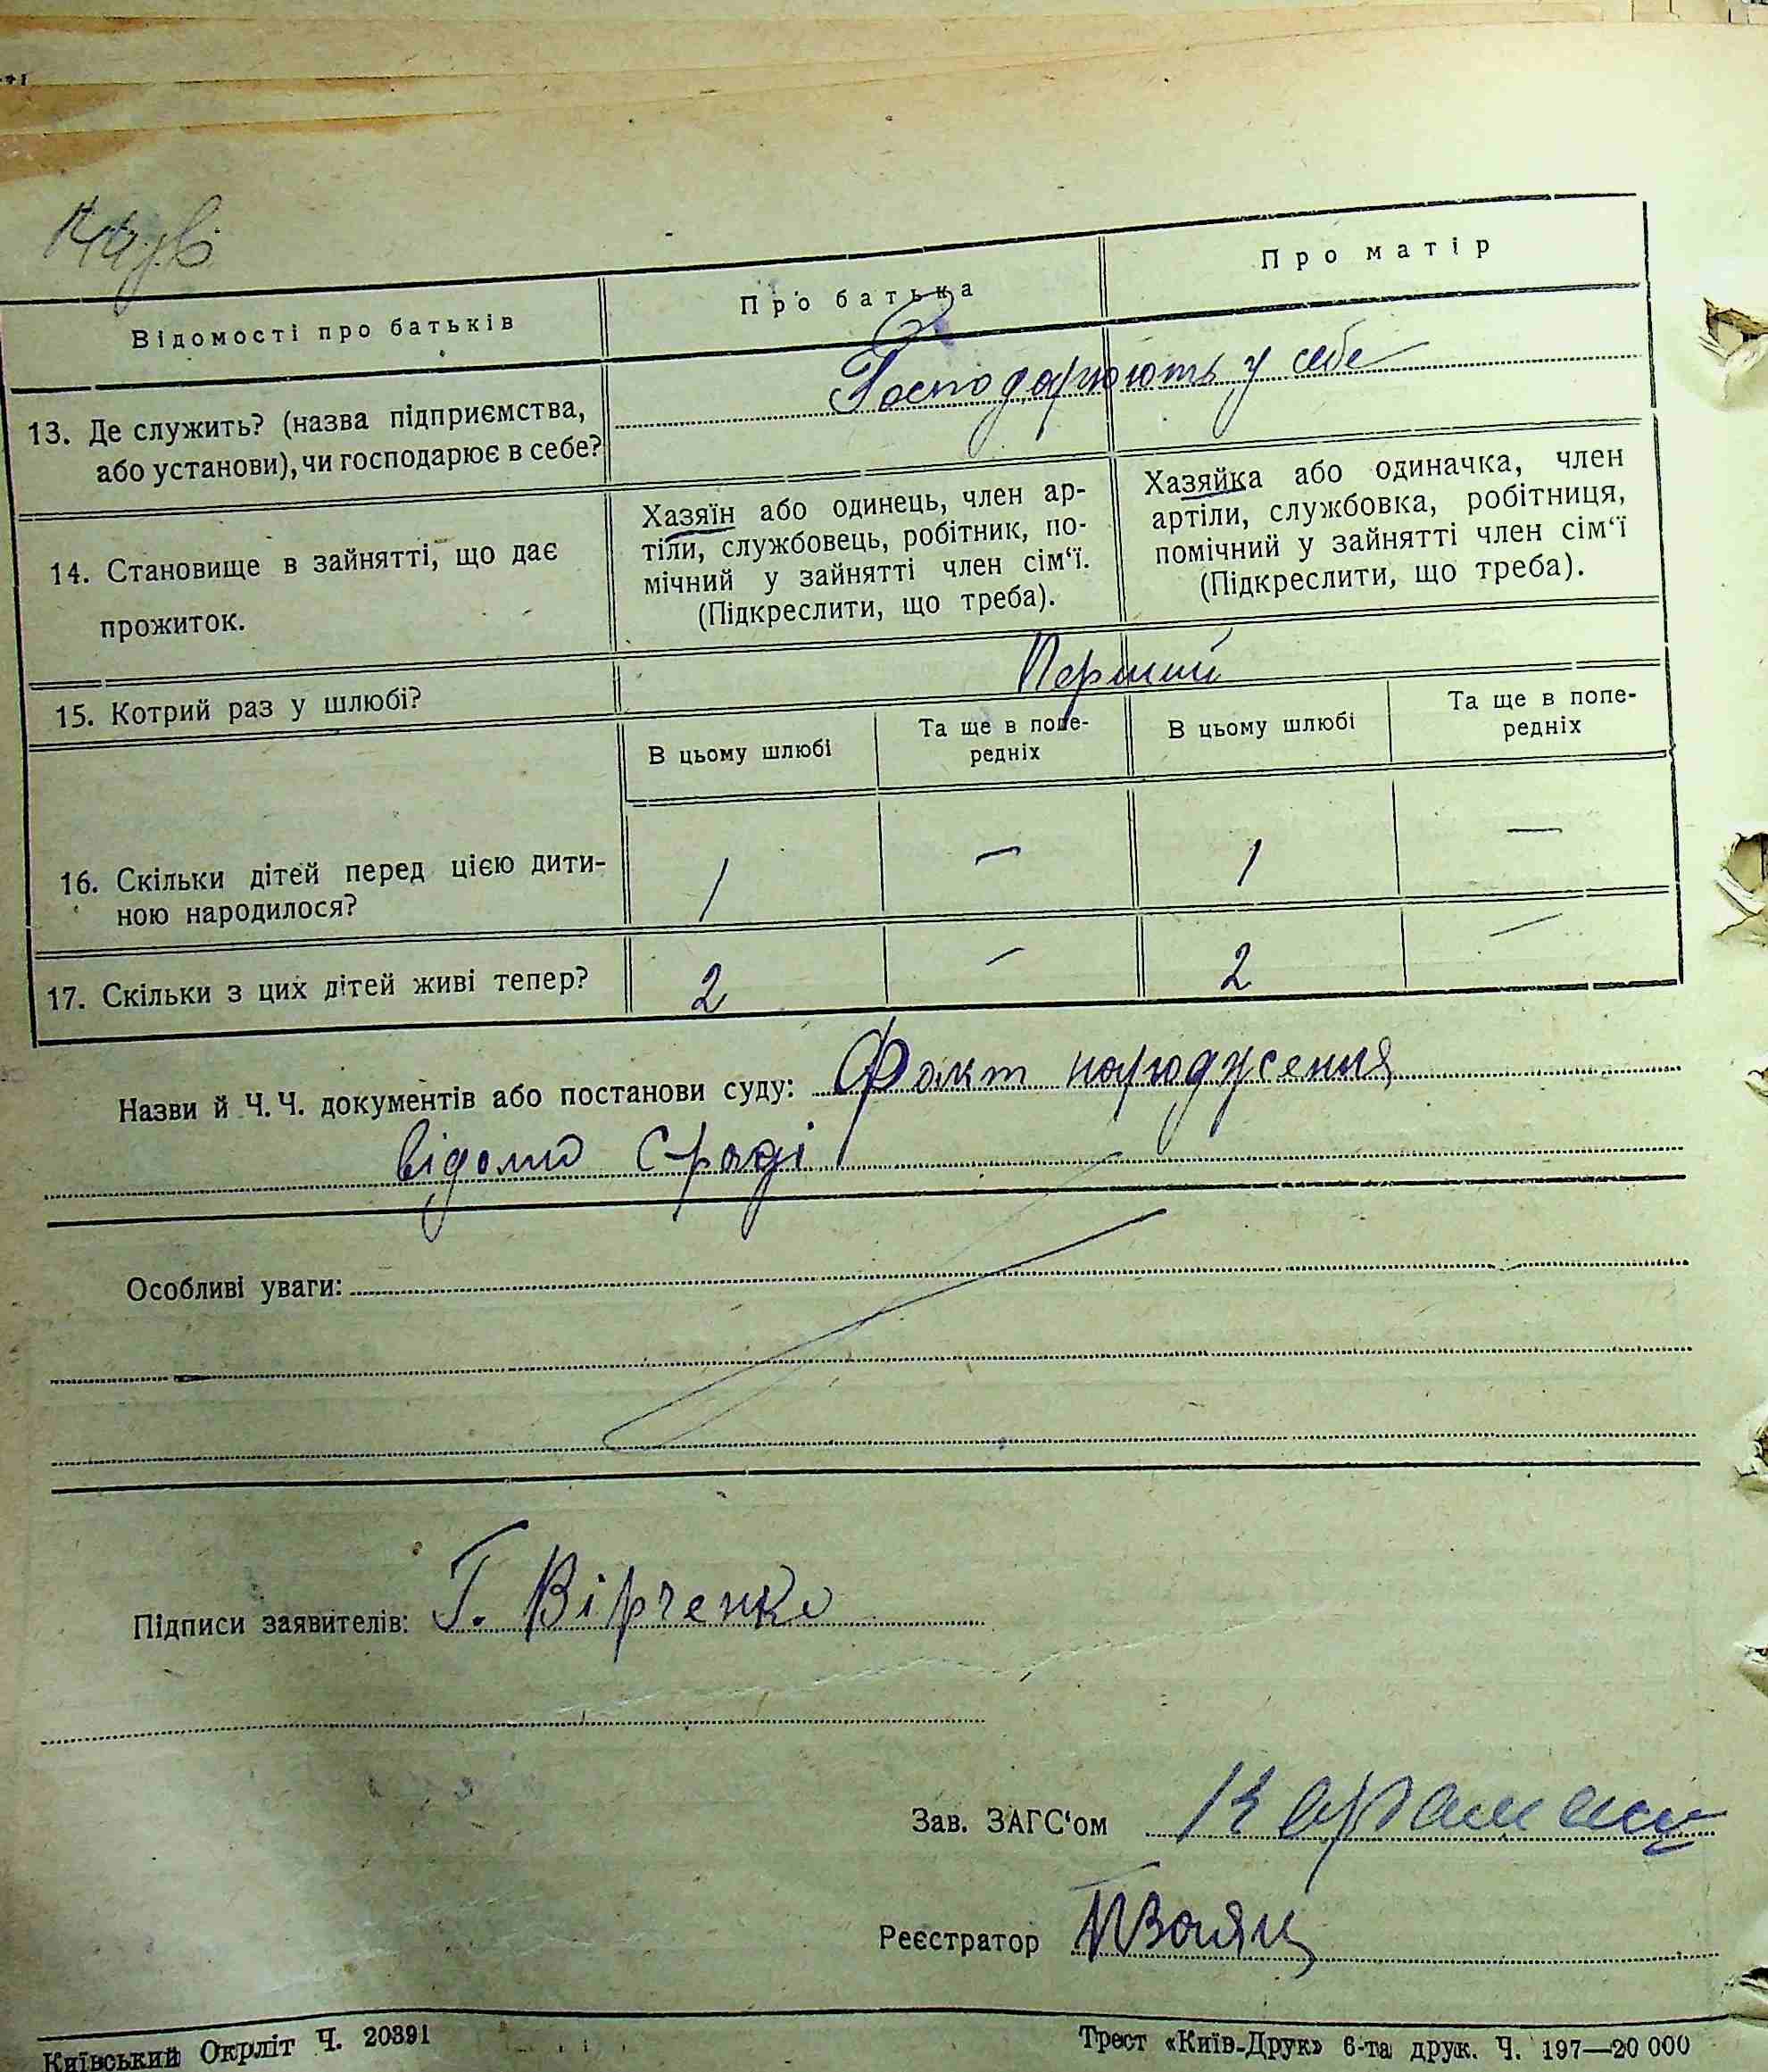 Відомості про батьків
Про батька
Про матір
13. Де служить? (назва підприємства,
або установи), чи господарює в себе?
Господарюють у себе
14. Становище в зайнятті, що дає
прожиток.
Хазяїн або одинець, член ар-
тіли, службовець, робітник, по-
мічний у зайнятті член сім‘ї.
(Підкреслити, що треба).
Хазяйка або одиначка, член
артіли, службовка, робітниця,
помічний у зайнятті член сім‘ї
(Підкреслити, що треба).
15. Котрий раз у шлюбі?
Перший
В цьому шлюбі
Та ще в попе-
редніх
В цьому шлюбі
Та ще в попе-
редніх
16. Скільки дітей перед цією дити-
ною народилося?
1 — 1 —
17. Скільки з цих дітей живі тепер?
2 — 2 —
Назви й Ч.Ч. документів або постанови суду: Факт народження
відомо С-раді
Особливі уваги:
Підписи заявителів: Г. Вірченко
Зав. ЗАГС‘ом
Реєстратор
Київський Окрліт Ч. 20391
Трест «Київ-Друк» 6-та друк. Ч. 197—20 000